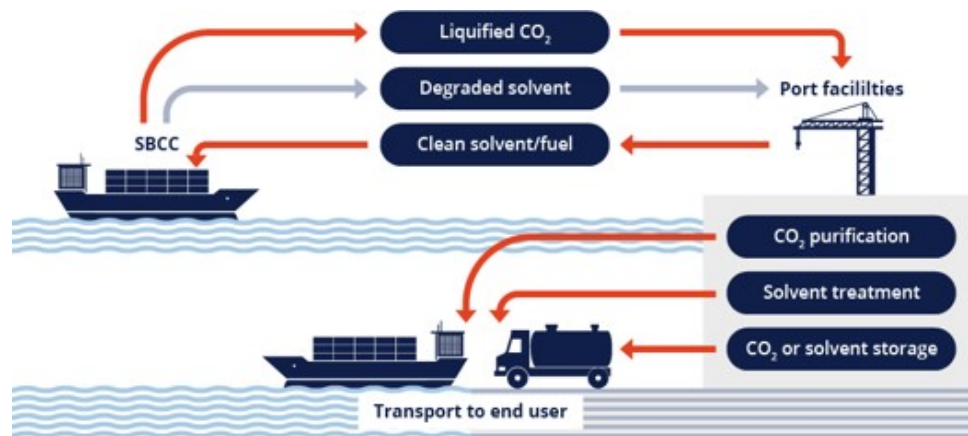 Liquified CO₂
Degraded solvent
Port facililties
SBCC
Clean solvent/fuel
CO₂ purification
Solvent treatment
CO₂ or solvent storage
Transport to end user